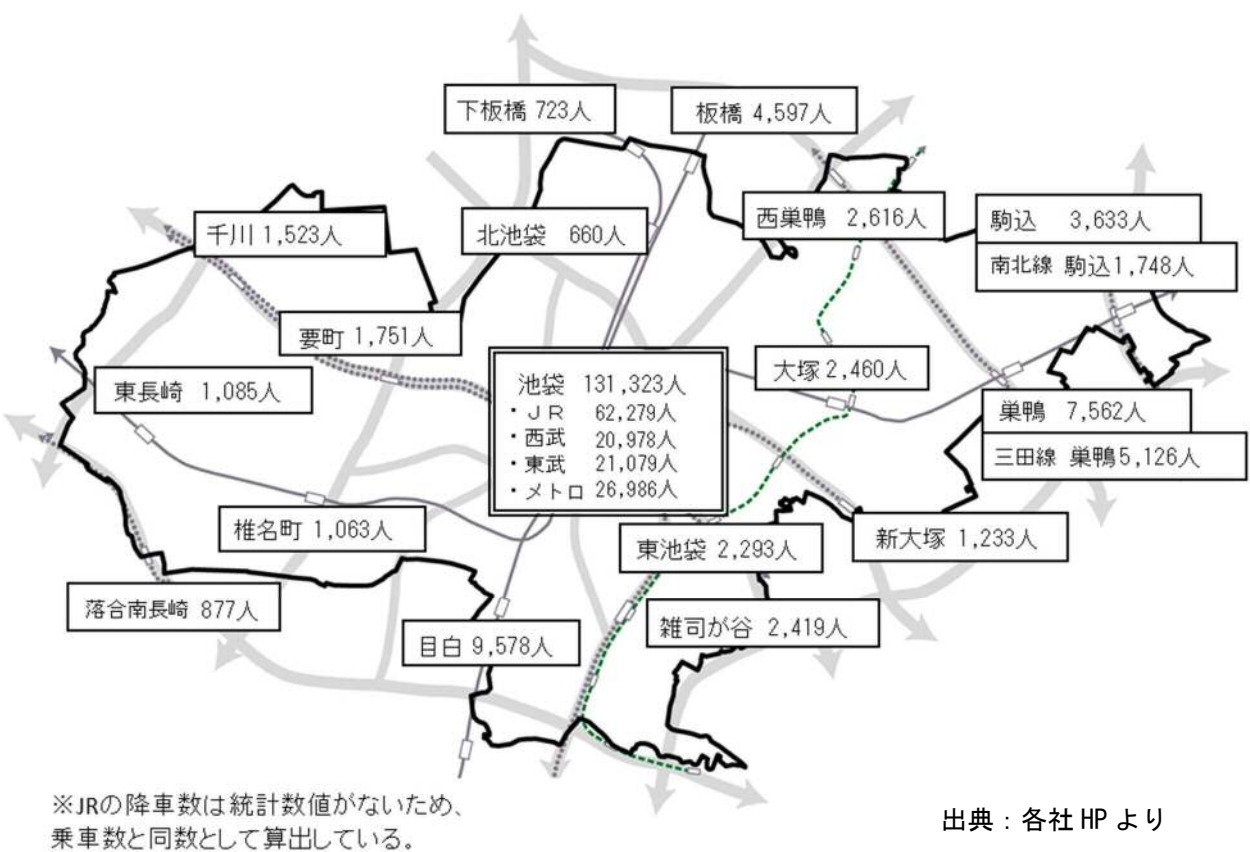 下板橋 723人
板橋 4,597人
千川 1,523人
北池袋 660人
西巣鴨 2,616人
駒込 3,633人
南北線 駒込1,748人
要町 1,751人
東長崎 1,085人
池袋 131,323人
・JR 62,279人
・西武 20,978人
・東武 21,079人
・メトロ 26,986人
大塚 2,460人
巣鴨 7,562人
三田線 巣鴨5,126人
椎名町 1,063人
東池袋 2,293人
新大塚 1,233人
落合南長崎 877人
目白 9,578人
雑司が谷 2,419人
※JRの降車数は統計数値がないため、
乗車数と同数として算出している。
出典：各社HPより